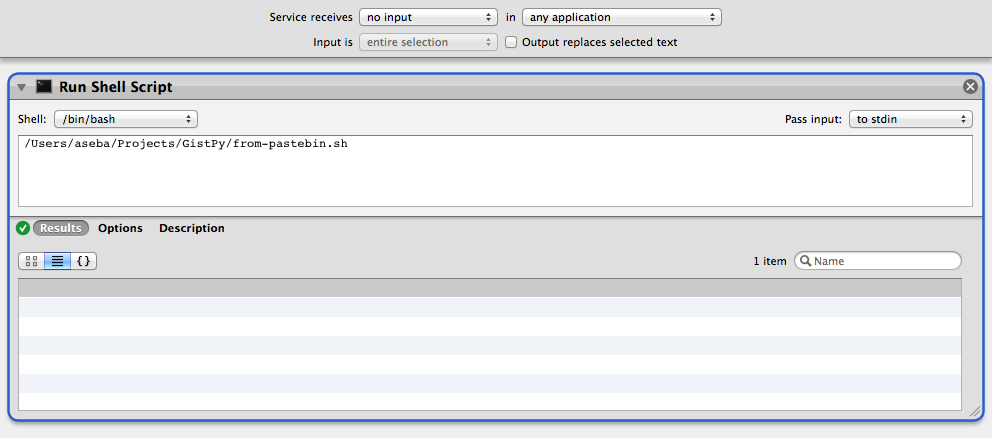 Service receives no input in any application
Input is entire selection Output replaces selected text
Run Shell Script
Shell: /bin/bash Pass input: to stdin
/Users/aseba/Projects/GistPy/from-pastebin.sh
Results Options Description
{} 1 item Name